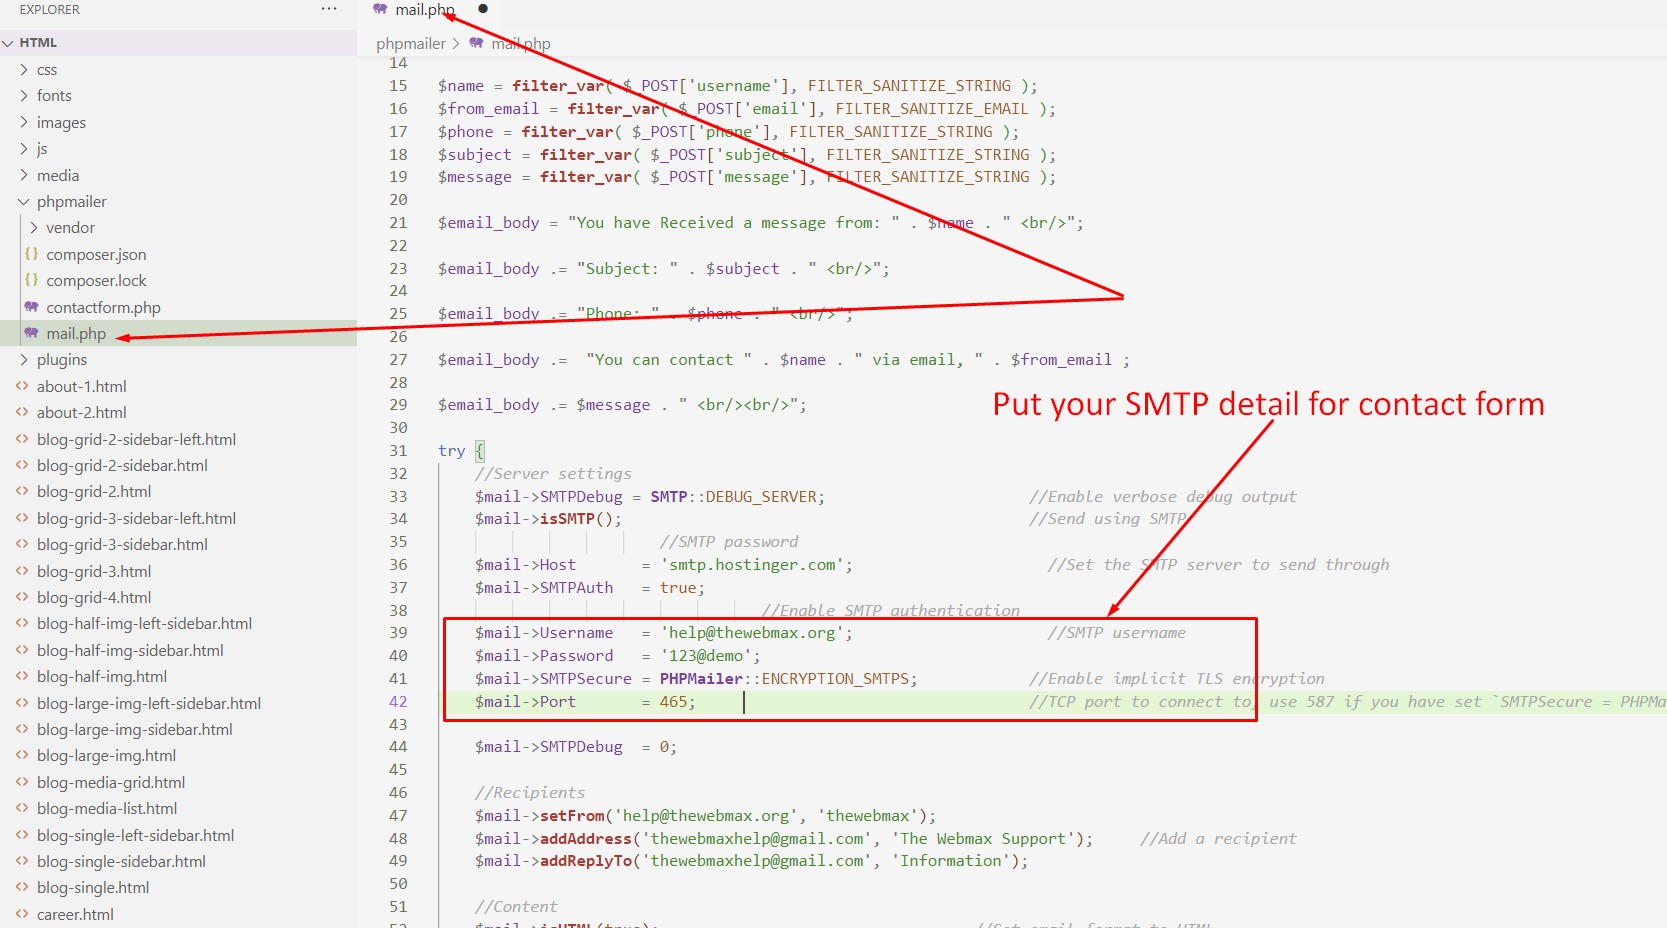 EXPLORER
···
HTML
css
fonts
images
js
media
phpmailer
vendor
composer.json
composer.lock
contactform.php
mail.php
plugins
about-1.html
about-2.html
blog-grid-2-sidebar-left.html
blog-grid-2-sidebar.html
blog-grid-2.html
blog-grid-3-sidebar-left.html
blog-grid-3-sidebar.html
blog-grid-3.html
blog-grid-4.html
blog-half-img-left-sidebar.html
blog-half-img-sidebar.html
blog-half-img.html
blog-large-img-left-sidebar.html
blog-large-img-sidebar.html
blog-large-img.html
blog-media-grid.html
blog-media-list.html
blog-single-left-sidebar.html
blog-single-sidebar.html
blog-single.html
career.html
mail.php
phpmailer > mail.php
14
15 $name = filter_var( $_POST['username'], FILTER_SANITIZE_STRING );
16 $from_email = filter_var( $_POST['email'], FILTER_SANITIZE_EMAIL );
17 $phone = filter_var( $_POST['phone'], FILTER_SANITIZE_STRING );
18 $subject = filter_var( $_POST['subject'], FILTER_SANITIZE_STRING );
19 $message = filter_var( $_POST['message'], FILTER_SANITIZE_STRING );
20
21 $email_body = "You have Received a message from: " . $name . " <br/>";
22
23 $email_body .= "Subject: " . $subject . " <br/>";
24
25 $email_body .= "Phone: " . $phone . " <br/>";
26
27 $email_body .=  "You can contact " . $name . " via email, " . $from_email ;
28
29 $email_body .= $message . " <br/><br/>";
30
31 try {
32 //Server settings
33 $mail->SMTPDebug = SMTP::DEBUG_SERVER; //Enable verbose debug output
34 $mail->isSMTP(); //Send using SMTP
35 //SMTP password
36 $mail->Host = 'smtp.hostinger.com'; //Set the SMTP server to send through
37 $mail->SMTPAuth = true;
38 //Enable SMTP authentication
39 $mail->Username = 'help@thewebmax.org'; //SMTP username
40 $mail->Password = '123@demo';
41 $mail->SMTPSecure = PHPMailer::ENCRYPTION_SMTPS; //Enable implicit TLS encryption
42 $mail->Port = 465; //TCP port to connect to, use 587 if you have set `SMTPSecure = PHPMa
43
44 $mail->SMTPDebug = 0;
45
46 //Recipients
47 $mail->setFrom('help@thewebmax.org', 'thewebmax');
48 $mail->addAddress('thewebmaxhelp@gmail.com', 'The Webmax Support'); //Add a recipient
49 $mail->addReplyTo('thewebmaxhelp@gmail.com', 'Information');
50
51 //Content
52 $mail->isHTML(true); //Set email format to HTML
Put your SMTP detail for contact form